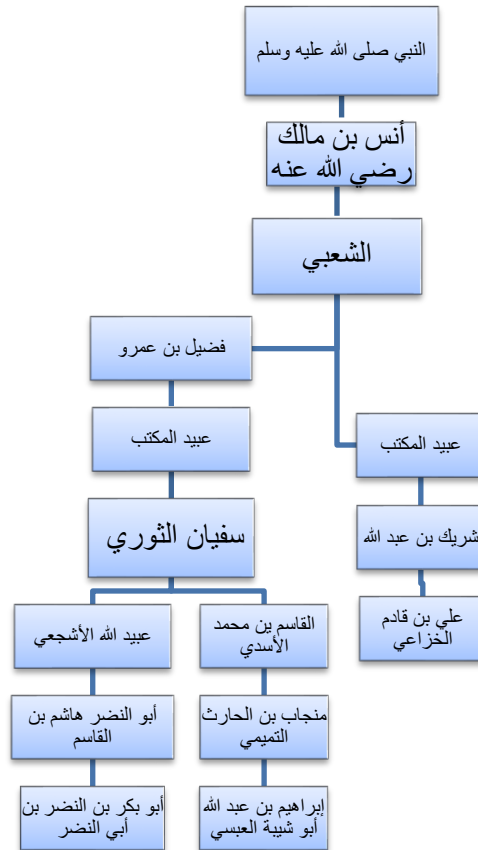 النبي صلى الله عليه وسلم
أنس بن مالك
رضي الله عنه
الشعبي
فضيل بن عمرو
عبيد المكتب
عبيد المكتب
سفيان الثوري
شريك بن عبد الله
القاسم بن محمد
الأسدي
عبيد الله الأشجعي
علي بن قادم
الخزاعي
منجاب بن الحارث
التميمي
أبو النضر هاشم بن
القاسم
إبراهيم بن عبد الله
أبو شيبة العبسي
أبو بكر بن النضر بن
أبي النضر